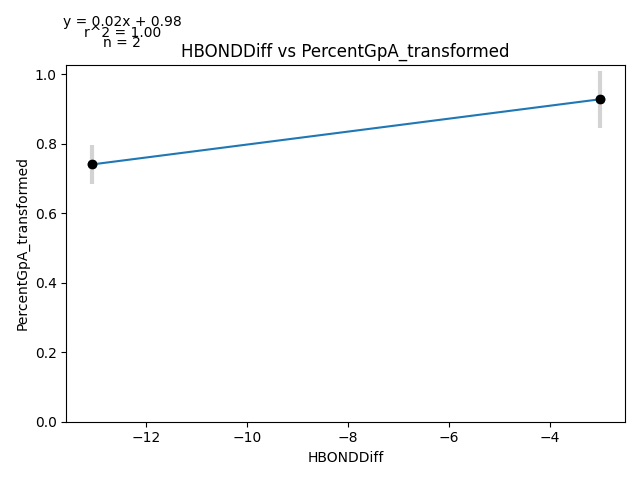 y = 0.02x + 0.98
r^2 = 1.00
n = 2
HBONDDiff vs PercentGpA_transformed
1.0
0.8
0.6
0.4
0.2
0.0
PercentGpA_transformed
−12
−10
−8
−6
−4
HBONDDiff